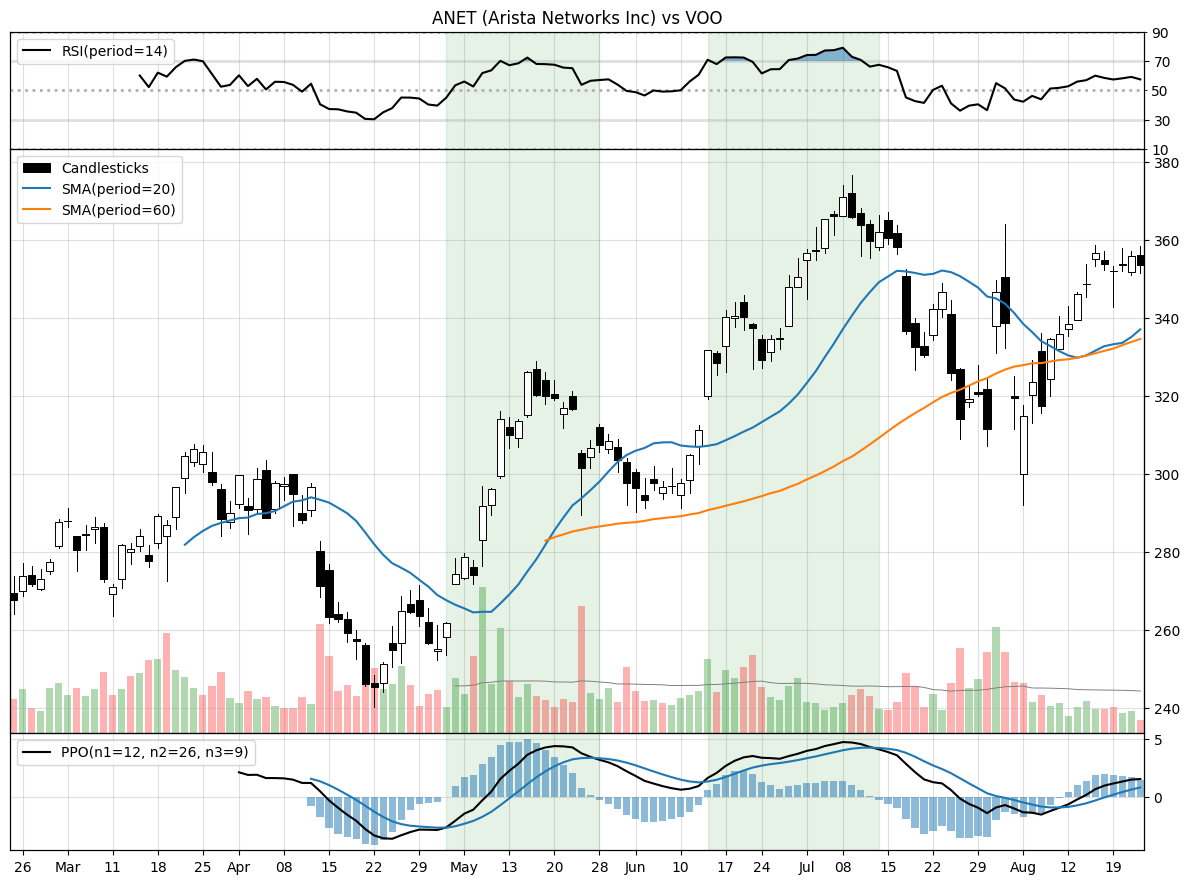 ANET (Arista Networks Inc) vs VOO
RSI(period=14)
90
70
50
30
10
Candlesticks
SMA(period=20)
SMA(period=60)
380
360
340
320
300
280
260
240
PPO(n1=12, n2=26, n3=9)
5
0
26 Mar 11 18 25 Apr 08 15 22 29 May 13 20 28 Jun 10 17 24 Jul 08 15 22 29 Aug 12 19